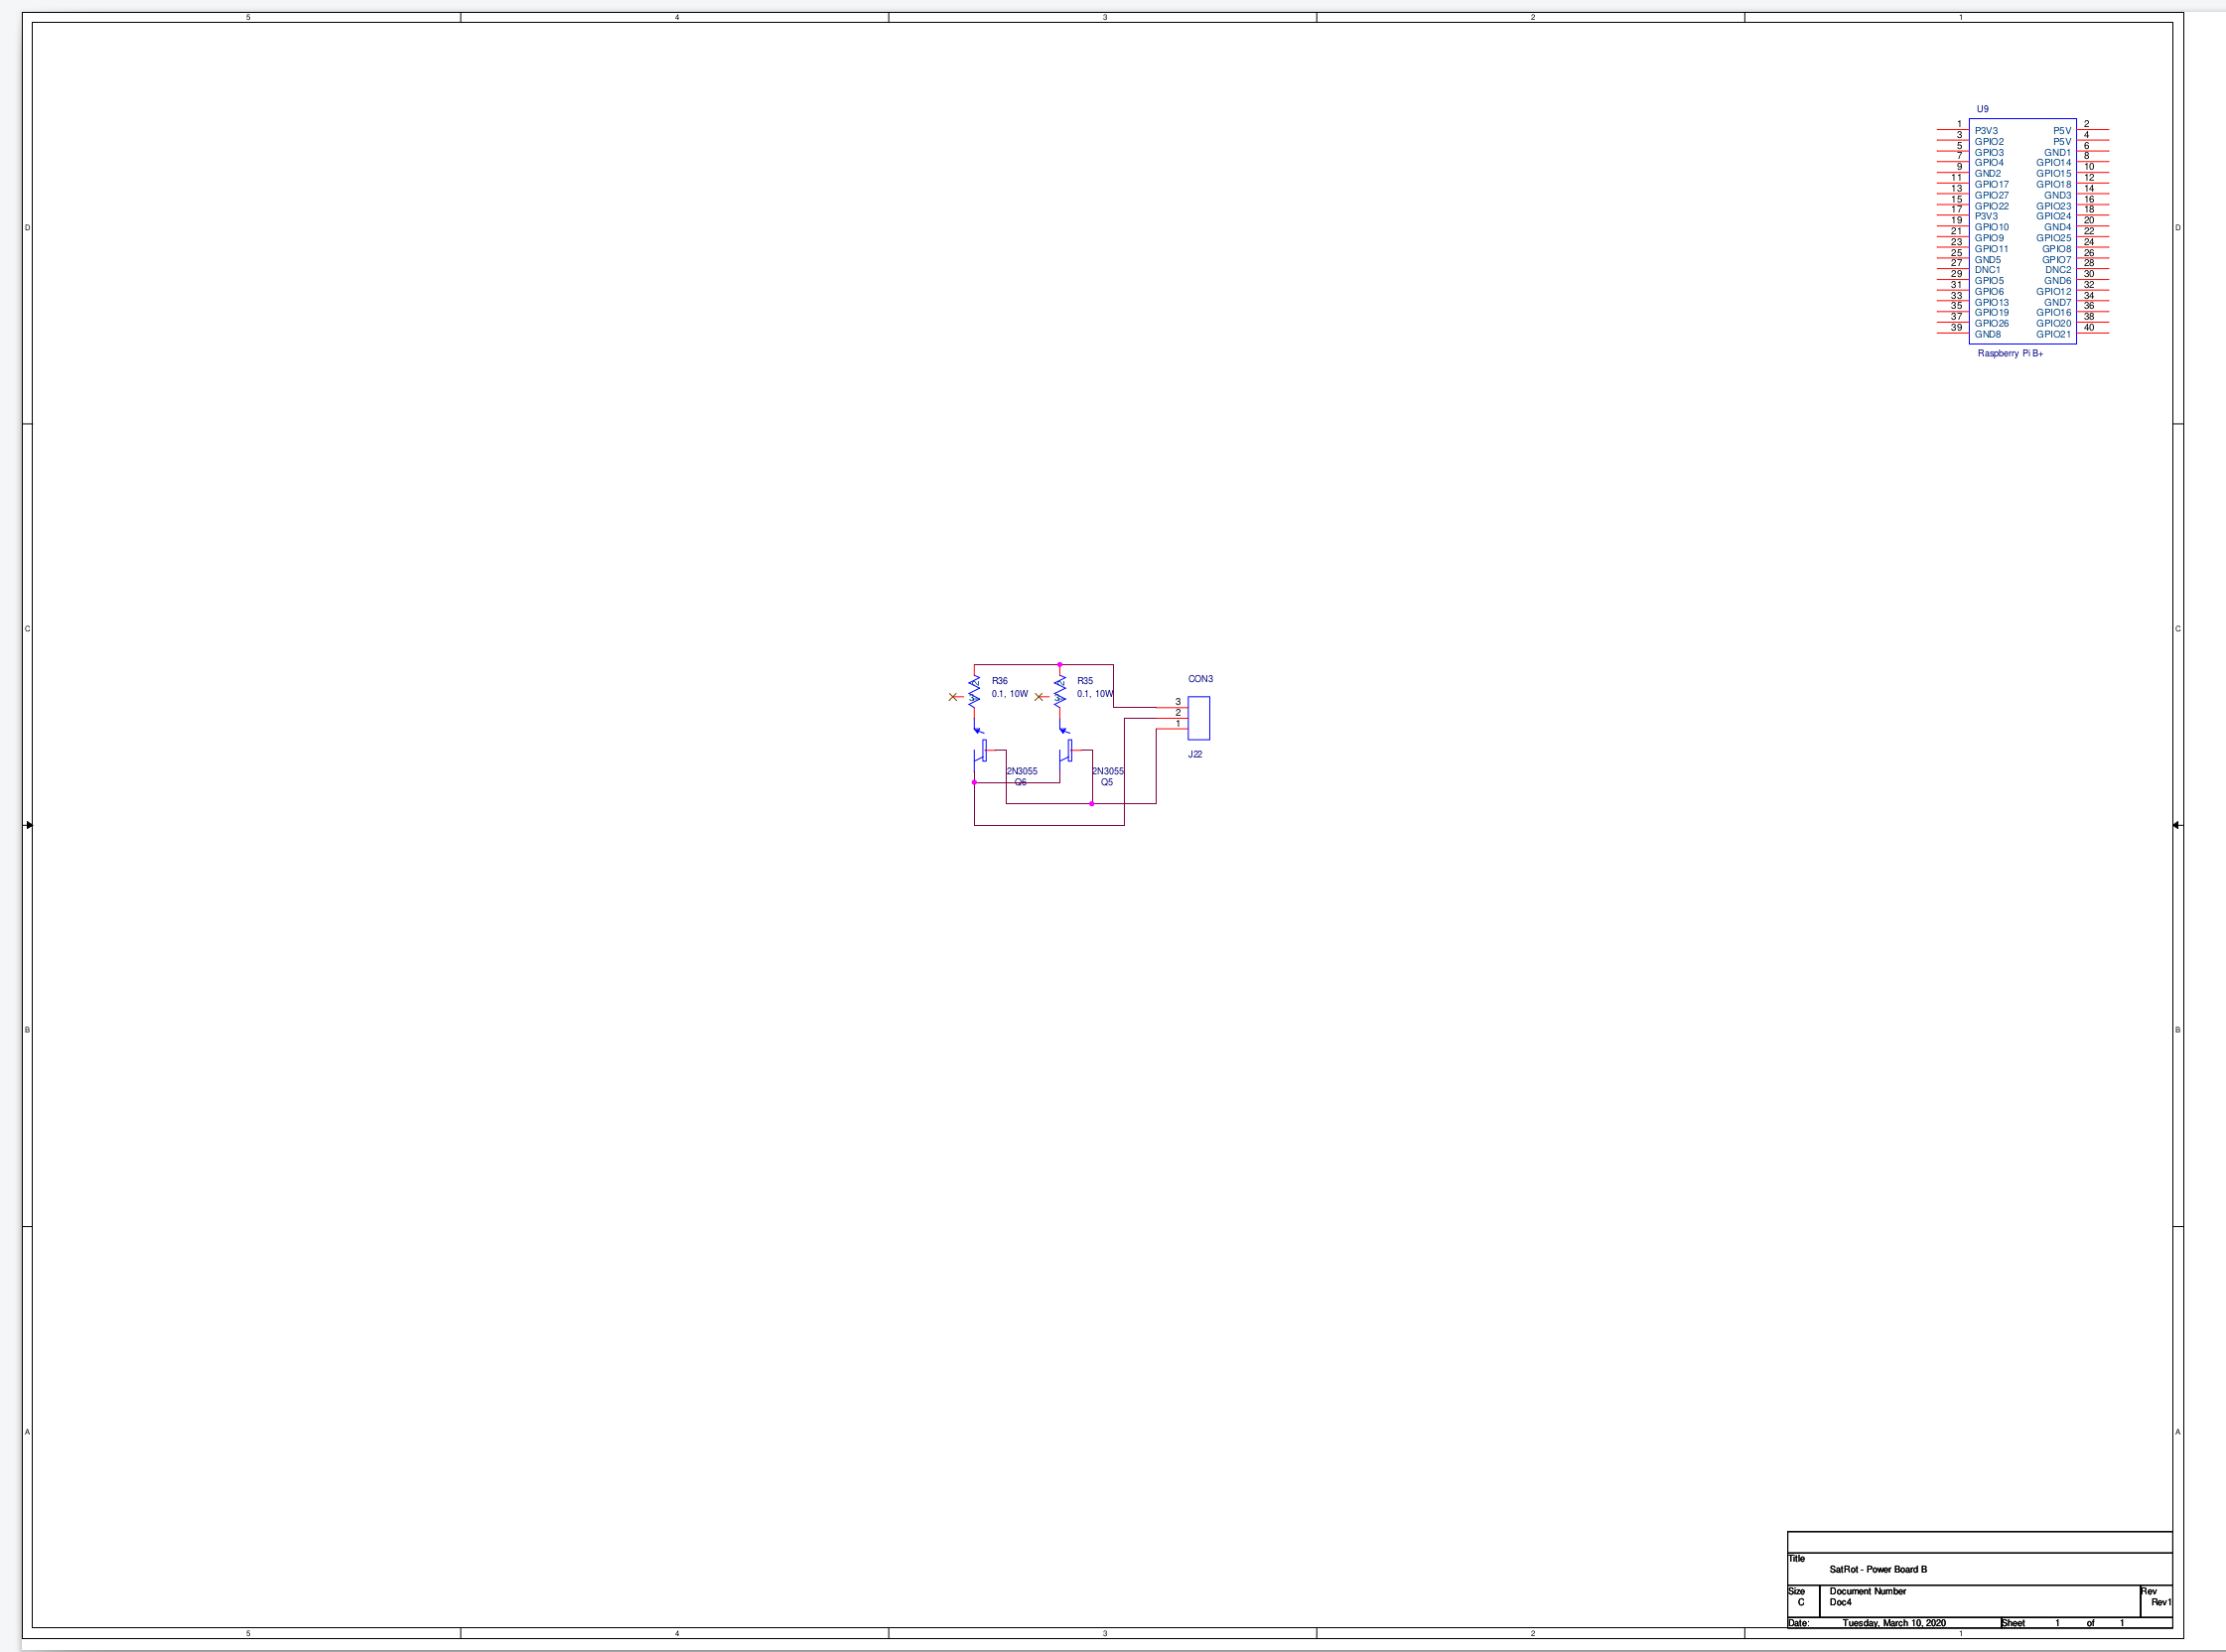 5 4 3 2 1
U9
1 P3V3 P5V 2
3 GPIO2 P5V 4
5 GPIO3 GND1 6
7 GPIO4 GPIO14 8
9 GND2 GPIO15 10
11 GPIO17 GPIO18 12
13 GPIO27 GND3 14
15 GPIO22 GPIO23 16
17 P3V3 GPIO24 18
19 GPIO10 GND4 20
21 GPIO9 GPIO25 22
23 GPIO11 GPIO8 24
25 GND5 GPIO7 26
27 DNC1 DNC2 28
29 GPIO5 GND6 30
31 GPIO6 GPIO12 32
33 GPIO13 GND7 34
35 GPIO19 GPIO16 36
37 GPIO26 GPIO20 38
39 GND8 GPIO21 40
Raspberry Pi B+
D D
C C
R36 R35 CON3
0.1, 10W 0.1, 10W
3
2
1
J22
2N3055 2N3055
Q6 Q5
B B
A A
Title
SatRot - Power Board B
Size Document Number Rev
C Doc4 Rev1
Date: Tuesday, March 10, 2020 Sheet 1 of 1
5 4 3 2 1